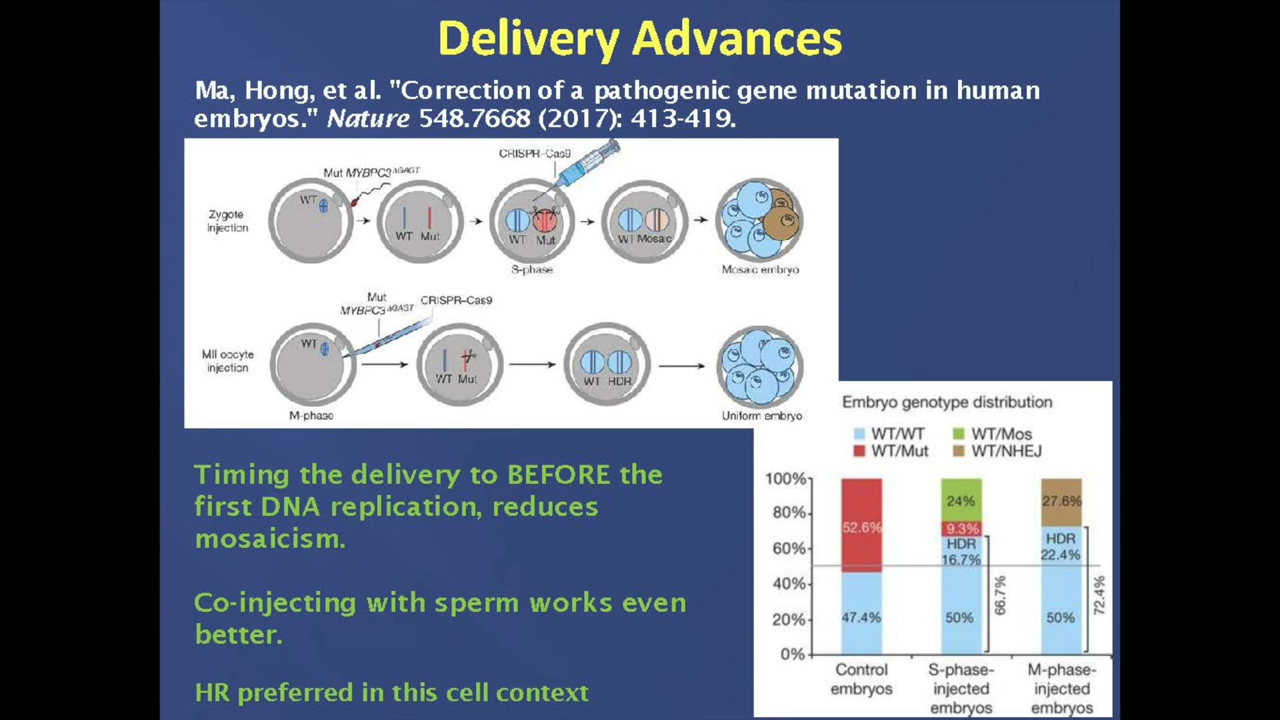 Delivery Advances
Ma, Hong, et al. "Correction of a pathogenic gene mutation in human
embryos." Nature 548.7668 (2017): 413-419.
CRISPR–Cas9
Mut MYBPC3ΔGAGT
WT
Zygote
injection
WT Mut
WT Mut
WT Mosaic
S-phase
Mosaic embryo
Mut
MYBPC3ΔGAGT
CRISPR–Cas9
WT
MII oocyte
injection
WT Mut
WT HDR
M-phase
Uniform embryo
Timing the delivery to BEFORE the
first DNA replication, reduces
mosaicism.
Co-injecting with sperm works even
better.
HR preferred in this cell context
Embryo genotype distribution
WT/WT WT/Mos
WT/Mut WT/NHEJ
100%
80%
60%
40%
20%
0%
52.6%
47.4%
24%
9.3%
HDR
16.7%
50%
66.7%
27.6%
HDR
22.4%
50%
72.4%
Control
embryos
S-phase-
injected
embryos
M-phase-
injected
embryos